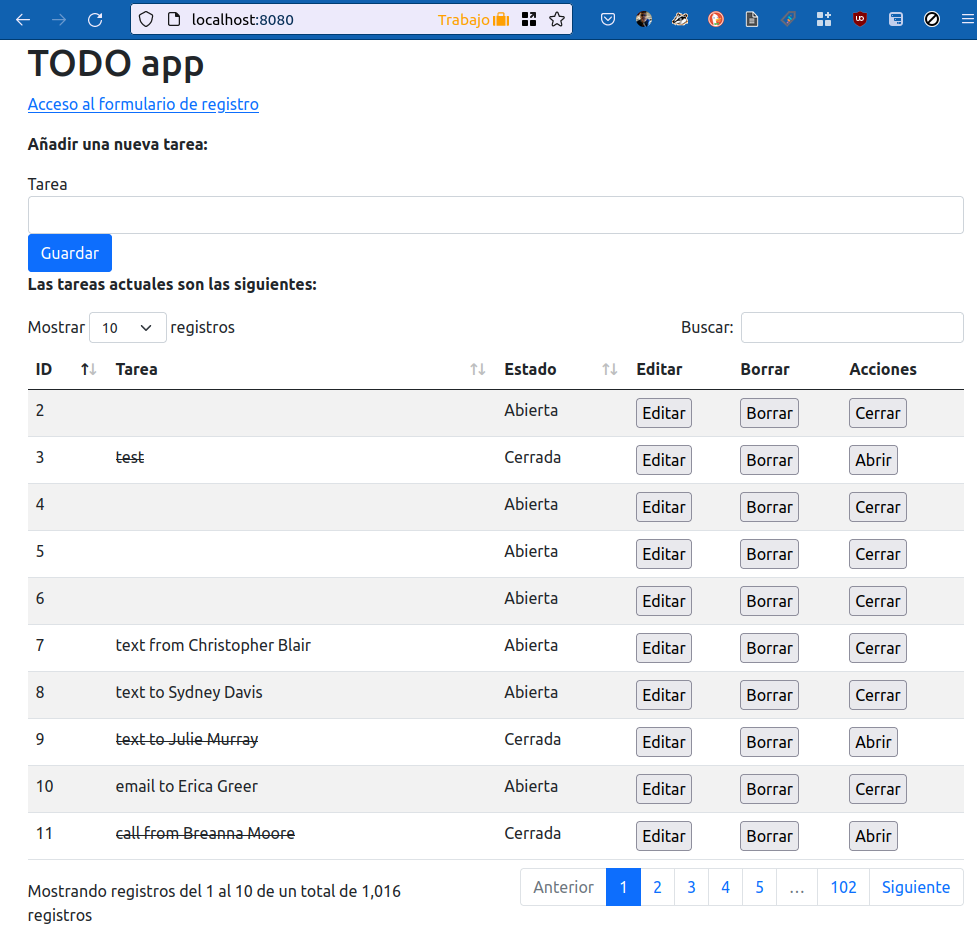 localhost:8080 Trabajo
TODO app
Acceso al formulario de registro
Añadir una nueva tarea:
Tarea
Guardar
Las tareas actuales son las siguientes:
Mostrar 10 registros Buscar:
ID Tarea Estado Editar Borrar Acciones
2 Abierta Editar Borrar Cerrar
3 test Cerrada Editar Borrar Abrir
4 Abierta Editar Borrar Cerrar
5 Abierta Editar Borrar Cerrar
6 Abierta Editar Borrar Cerrar
7 text from Christopher Blair Abierta Editar Borrar Cerrar
8 text to Sydney Davis Abierta Editar Borrar Cerrar
9 text to Julie Murray Cerrada Editar Borrar Abrir
10 email to Erica Greer Abierta Editar Borrar Cerrar
11 call from Breanna Moore Cerrada Editar Borrar Abrir
Mostrando registros del 1 al 10 de un total de 1,016
registros
Anterior 1 2 3 4 5 … 102 Siguiente